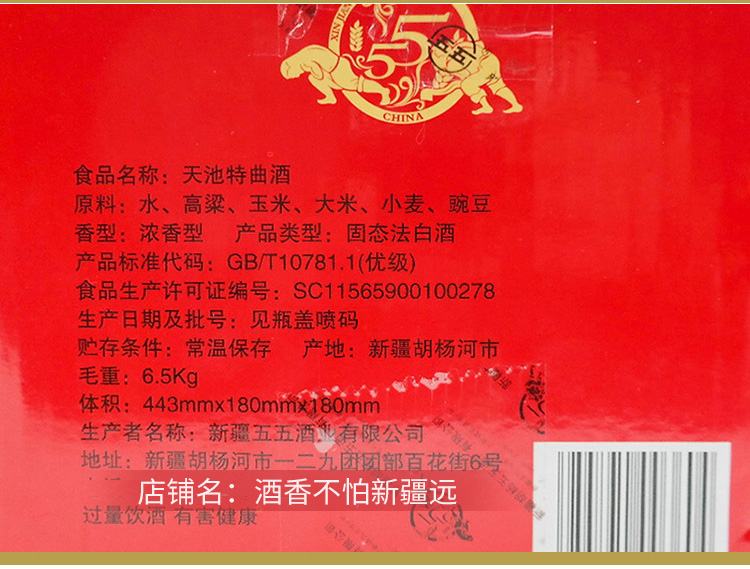 XIN JIA
55
五五
CHINA
食品名称：天池特曲酒
原料：水、高粱、玉米、大米、小麦、豌豆
香型：浓香型 产品类型：固态法白酒
产品标准代码：GB/T10781.1(优级)
食品生产许可证编号：SC11565900100278
生产日期及批号：见瓶盖喷码
贮存条件：常温保存 产地：新疆胡杨河市
毛重：6.5Kg
体积：443mmx180mmx180mm
生产者名称：新疆五五酒业有限公司
地址：新疆胡杨河市一二九团团部百花街6号
店铺名：酒香不怕新疆远
过量饮酒 有害健康